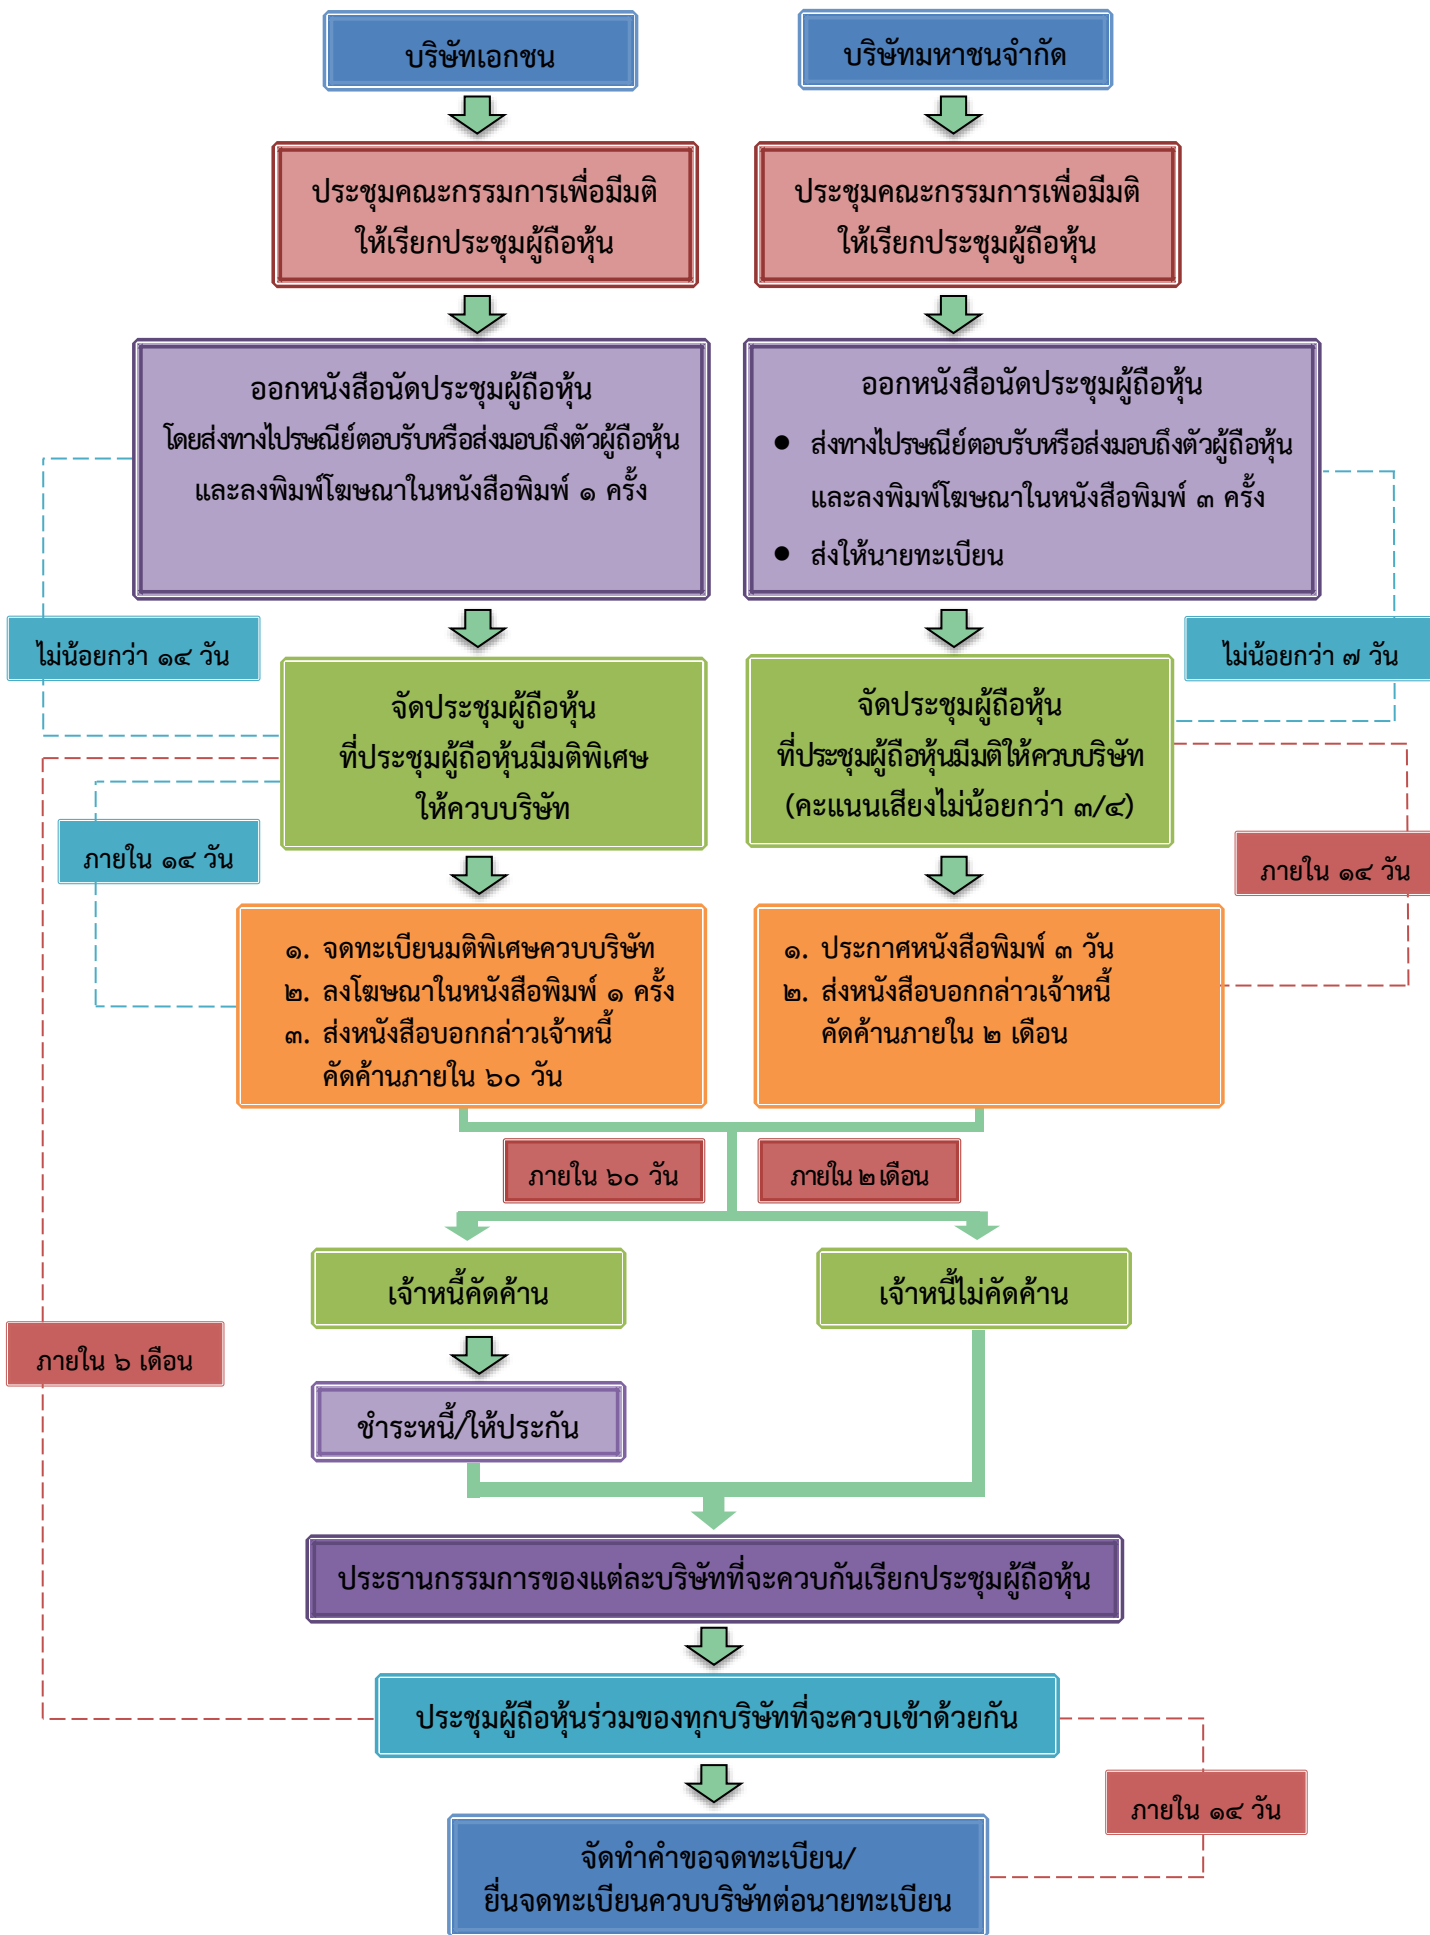 บริษัทเอกชน
บริษัทมหาชนจำกัด
ประชุมคณะกรรมการเพื่อมีมติ
ให้เรียกประชุมผู้ถือหุ้น
ประชุมคณะกรรมการเพื่อมีมติ
ให้เรียกประชุมผู้ถือหุ้น
ออกหนังสือนัดประชุมผู้ถือหุ้น
โดยส่งทางไปรษณีย์ตอบรับหรือส่งมอบถึงตัวผู้ถือหุ้น
และลงพิมพ์โฆษณาในหนังสือพิมพ์ ๑ ครั้ง
ออกหนังสือนัดประชุมผู้ถือหุ้น
● ส่งทางไปรษณีย์ตอบรับหรือส่งมอบถึงตัวผู้ถือหุ้น
และลงพิมพ์โฆษณาในหนังสือพิมพ์ ๓ ครั้ง
● ส่งให้นายทะเบียน
ไม่น้อยกว่า ๑๔ วัน
ไม่น้อยกว่า ๗ วัน
จัดประชุมผู้ถือหุ้น
ที่ประชุมผู้ถือหุ้นมีมติพิเศษ
ให้ควบบริษัท
จัดประชุมผู้ถือหุ้น
ที่ประชุมผู้ถือหุ้นมีมติให้ควบบริษัท
(คะแนนเสียงไม่น้อยกว่า ๓/๔)
ภายใน ๑๔ วัน
ภายใน ๑๔ วัน
๑. จดทะเบียนมติพิเศษควบบริษัท
๒. ลงโฆษณาในหนังสือพิมพ์ ๑ ครั้ง
๓. ส่งหนังสือบอกกล่าวเจ้าหนี้
คัดค้านภายใน ๖๐ วัน
๑. ประกาศหนังสือพิมพ์ ๓ วัน
๒. ส่งหนังสือบอกกล่าวเจ้าหนี้
คัดค้านภายใน ๒ เดือน
ภายใน ๖๐ วัน
ภายใน ๒ เดือน
เจ้าหนี้คัดค้าน
เจ้าหนี้ไม่คัดค้าน
ภายใน ๖ เดือน
ชำระหนี้/ให้ประกัน
ประธานกรรมการของแต่ละบริษัทที่จะควบกันเรียกประชุมผู้ถือหุ้น
ประชุมผู้ถือหุ้นร่วมของทุกบริษัทที่จะควบเข้าด้วยกัน
ภายใน ๑๔ วัน
จัดทำคำขอจดทะเบียน/
ยื่นจดทะเบียนควบบริษัทต่อนายทะเบียน